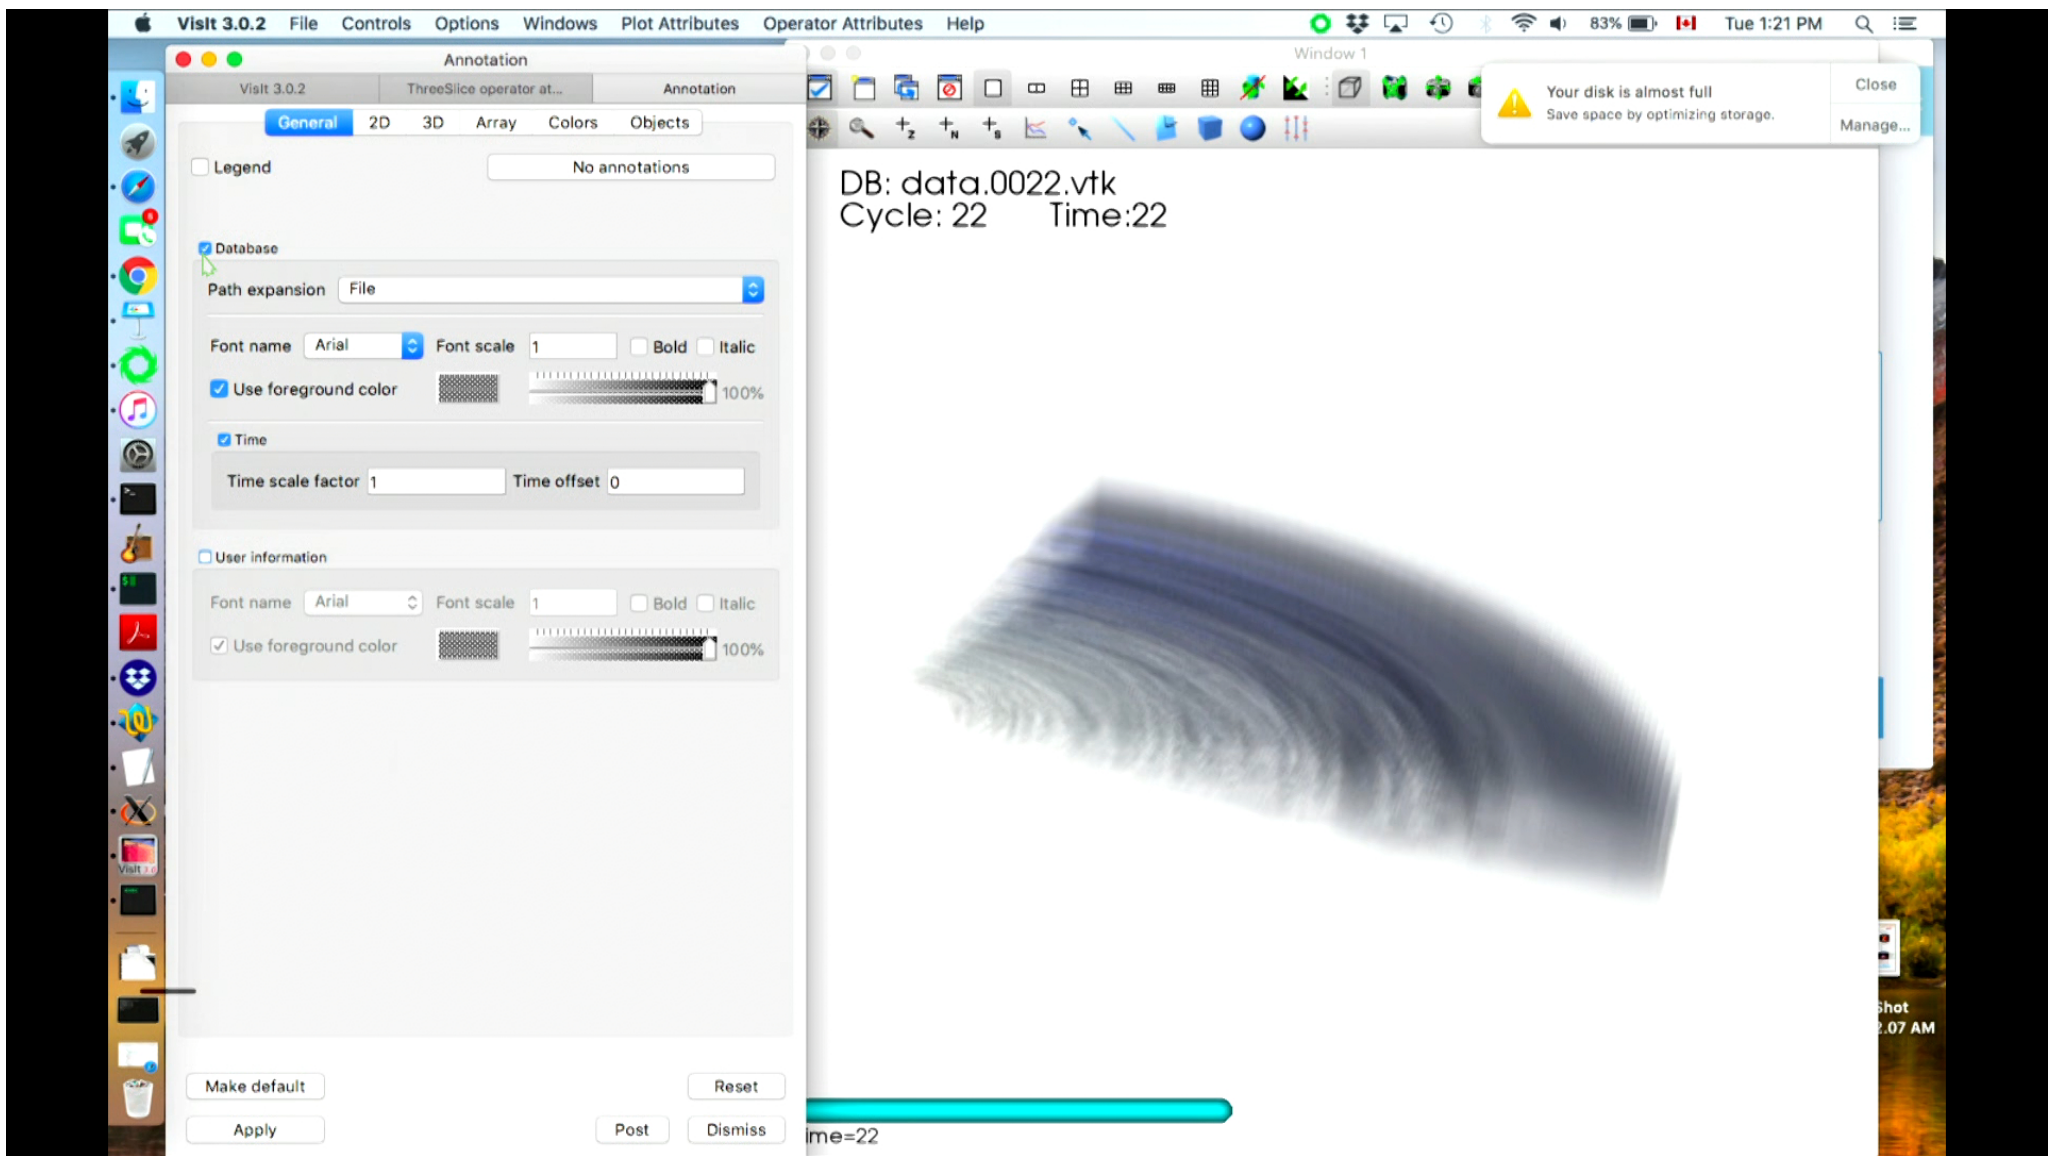 VisIt 3.0.2 File Controls Options Windows Plot Attributes Operator Attributes Help 83% Tue 1:21 PM
Annotation
VisIt 3.0.2 ThreeSlice operator at... Annotation
General 2D 3D Array Colors Objects
Legend No annotations
Database
Path expansion File
Font name Arial Font scale 1 Bold Italic
Use foreground color 100%
Time
Time scale factor 1 Time offset 0
User information
Font name Arial Font scale 1 Bold Italic
Use foreground color 100%
Make default Reset
Apply Post Dismiss
Window 1
Your disk is almost full
Save space by optimizing storage.
Close
Manage...
DB: data.0022.vtk
Cycle: 22 Time:22
ime=22
Shot
2.07 AM